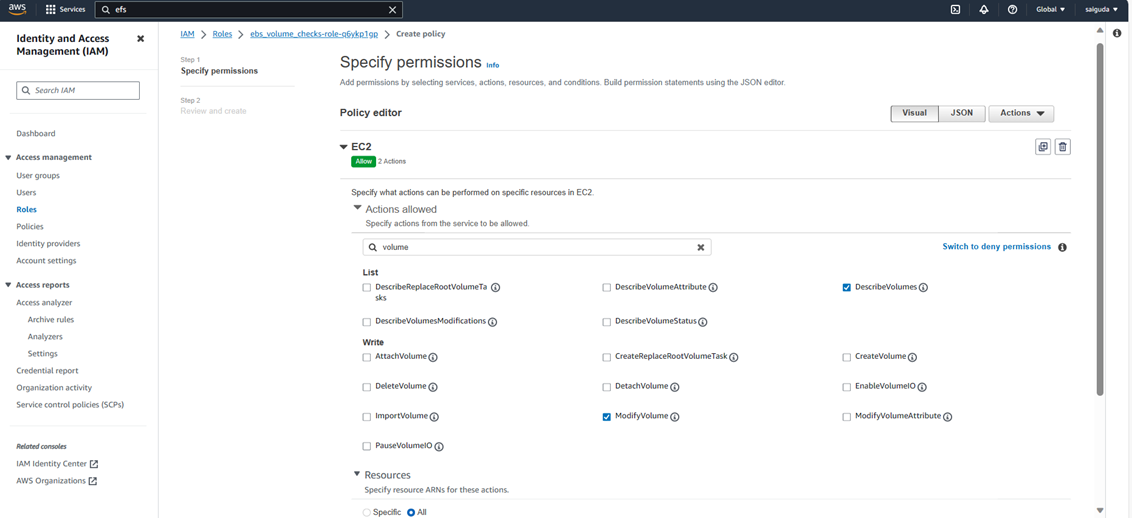 aws Services efs Global saiguda
Identity and Access
Management (IAM)
Search IAM
Dashboard
Access management
User groups
Users
Roles
Policies
Identity providers
Account settings
Access reports
Access analyzer
Archive rules
Analyzers
Settings
Credential report
Organization activity
Service control policies (SCPs)
Related consoles
IAM Identity Center
AWS Organizations
IAM > Roles > ebs_volume_checks-role-q6ykp1gp > Create policy
Step 1
Specify permissions
Step 2
Review and create
Specify permissions Info
Add permissions by selecting services, actions, resources, and conditions. Build permission statements using the JSON editor.
Policy editor
Visual JSON Actions
EC2
Allow 2 Actions
Specify what actions can be performed on specific resources in EC2.
Actions allowed
Specify actions from the service to be allowed.
volume
Switch to deny permissions
List
DescribeReplaceRootVolumeTa
sks
DescribeVolumeAttribute
DescribeVolumes
DescribeVolumesModifications
DescribeVolumeStatus
Write
AttachVolume
CreateReplaceRootVolumeTask
CreateVolume
DeleteVolume
DetachVolume
EnableVolumeIO
ImportVolume
ModifyVolume
ModifyVolumeAttribute
PauseVolumeIO
Resources
Specify resource ARNs for these actions.
Specific All